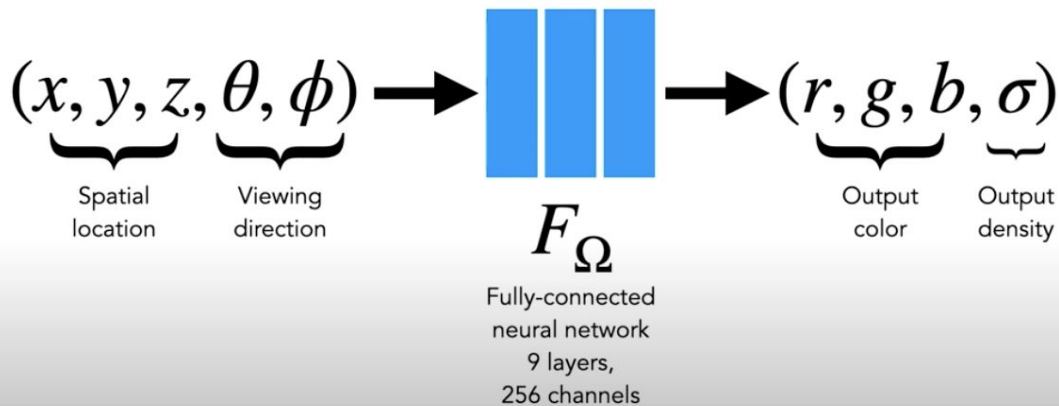 (x, y, z, θ, ϕ)
(r, g, b, σ)
Spatial
location
Viewing
direction
Output
color
Output
density
F_Ω
Fully-connected
neural network
9 layers,
256 channels